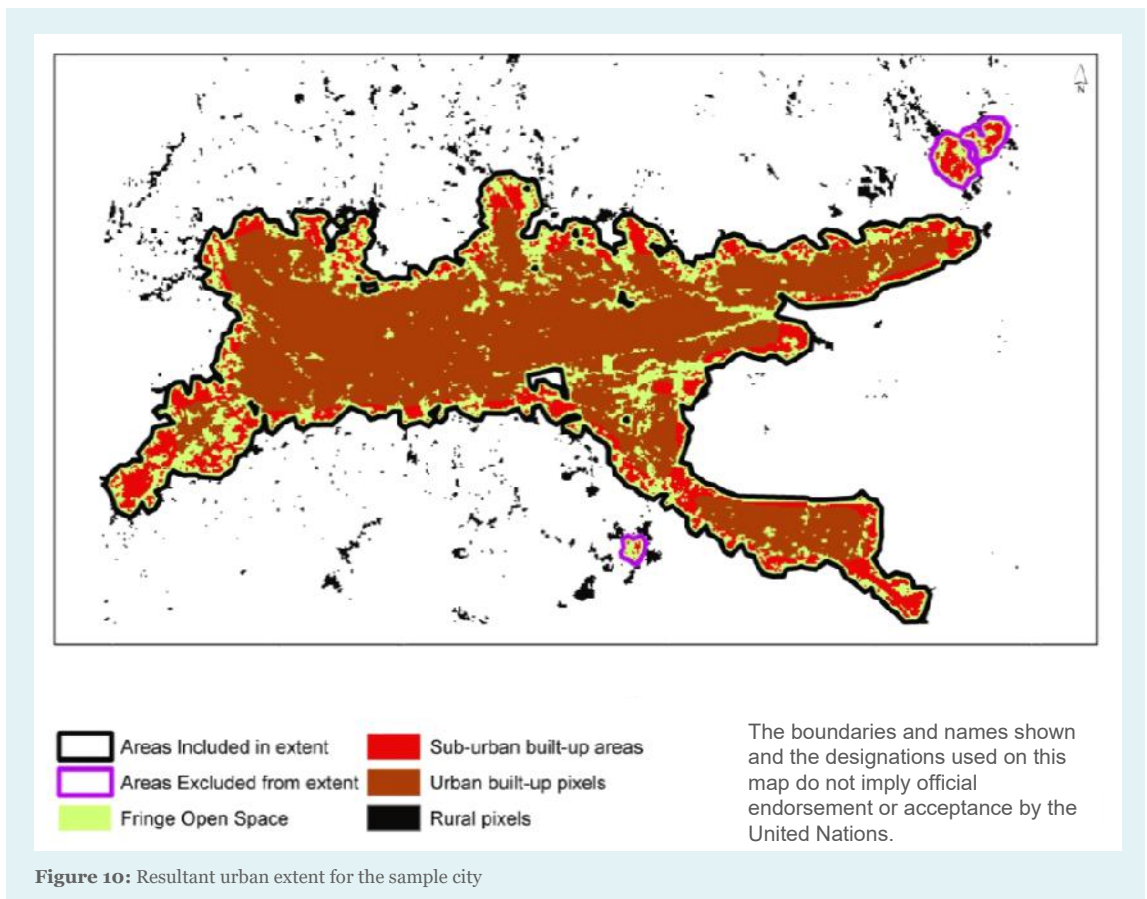 N
Areas Included in extent
Areas Excluded from extent
Fringe Open Space
Sub-urban built-up areas
Urban built-up pixels
Rural pixels
The boundaries and names shown
and the designations used on this
map do not imply official
endorsement or acceptance by the
United Nations.
Figure 10: Resultant urban extent for the sample city